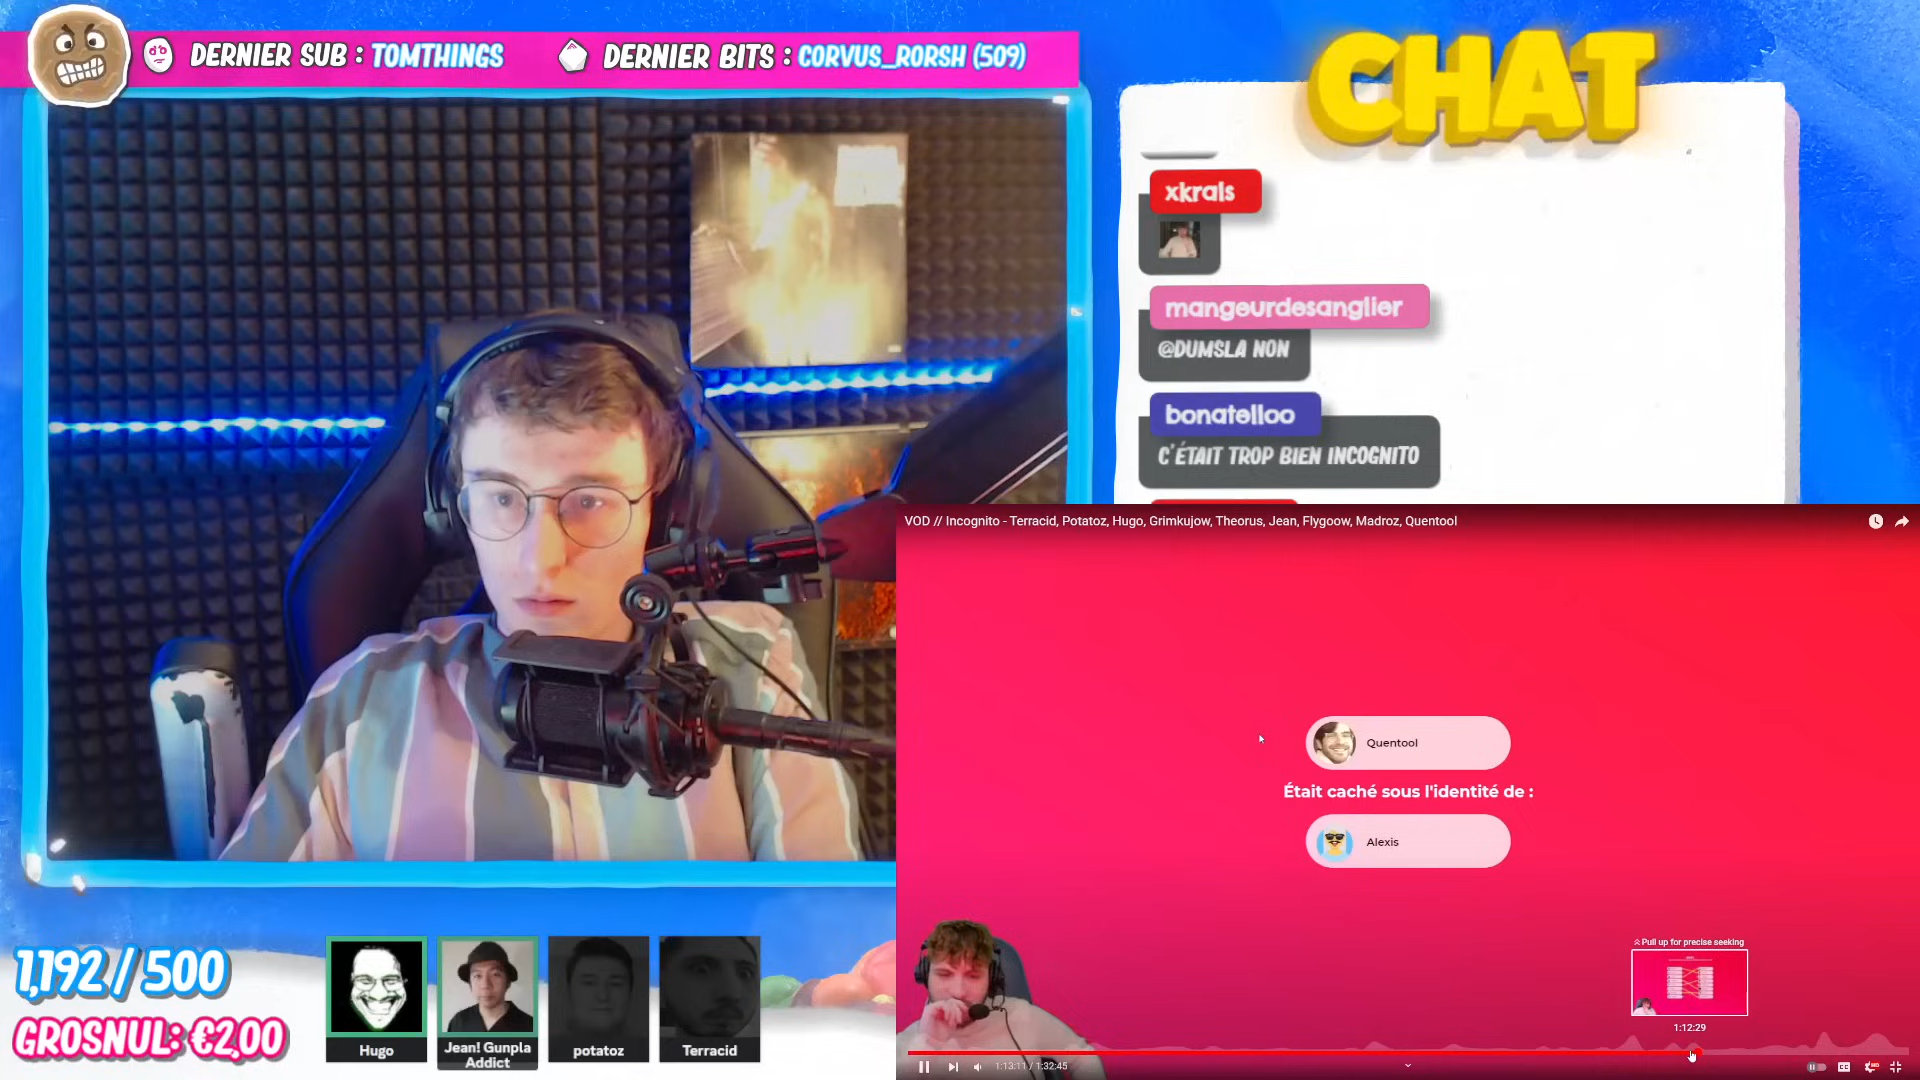 DERNIER SUB : TOMTHINGS
DERNIER BITS : CORVUS_RORSH (509)
CHAT
xkrals
mangeurdesanglier
@DUMSLA NON
bonatelloo
C'ÉTAIT TROP BIEN INCOGNITO
VOD // Incognito - Terracid, Potatoz, Hugo, Grimkujow, Theorus, Jean, Flygoow, Madroz, Quentool
Quentool
Était caché sous l'identité de :
Alexis
Pull up for precise seeking
1:12:29
1:13:11 / 1:32:45
1,192 / 500
GROSNUL: €2,00
Hugo
Jean! Gunpla
Addict
potatoz
Terracid